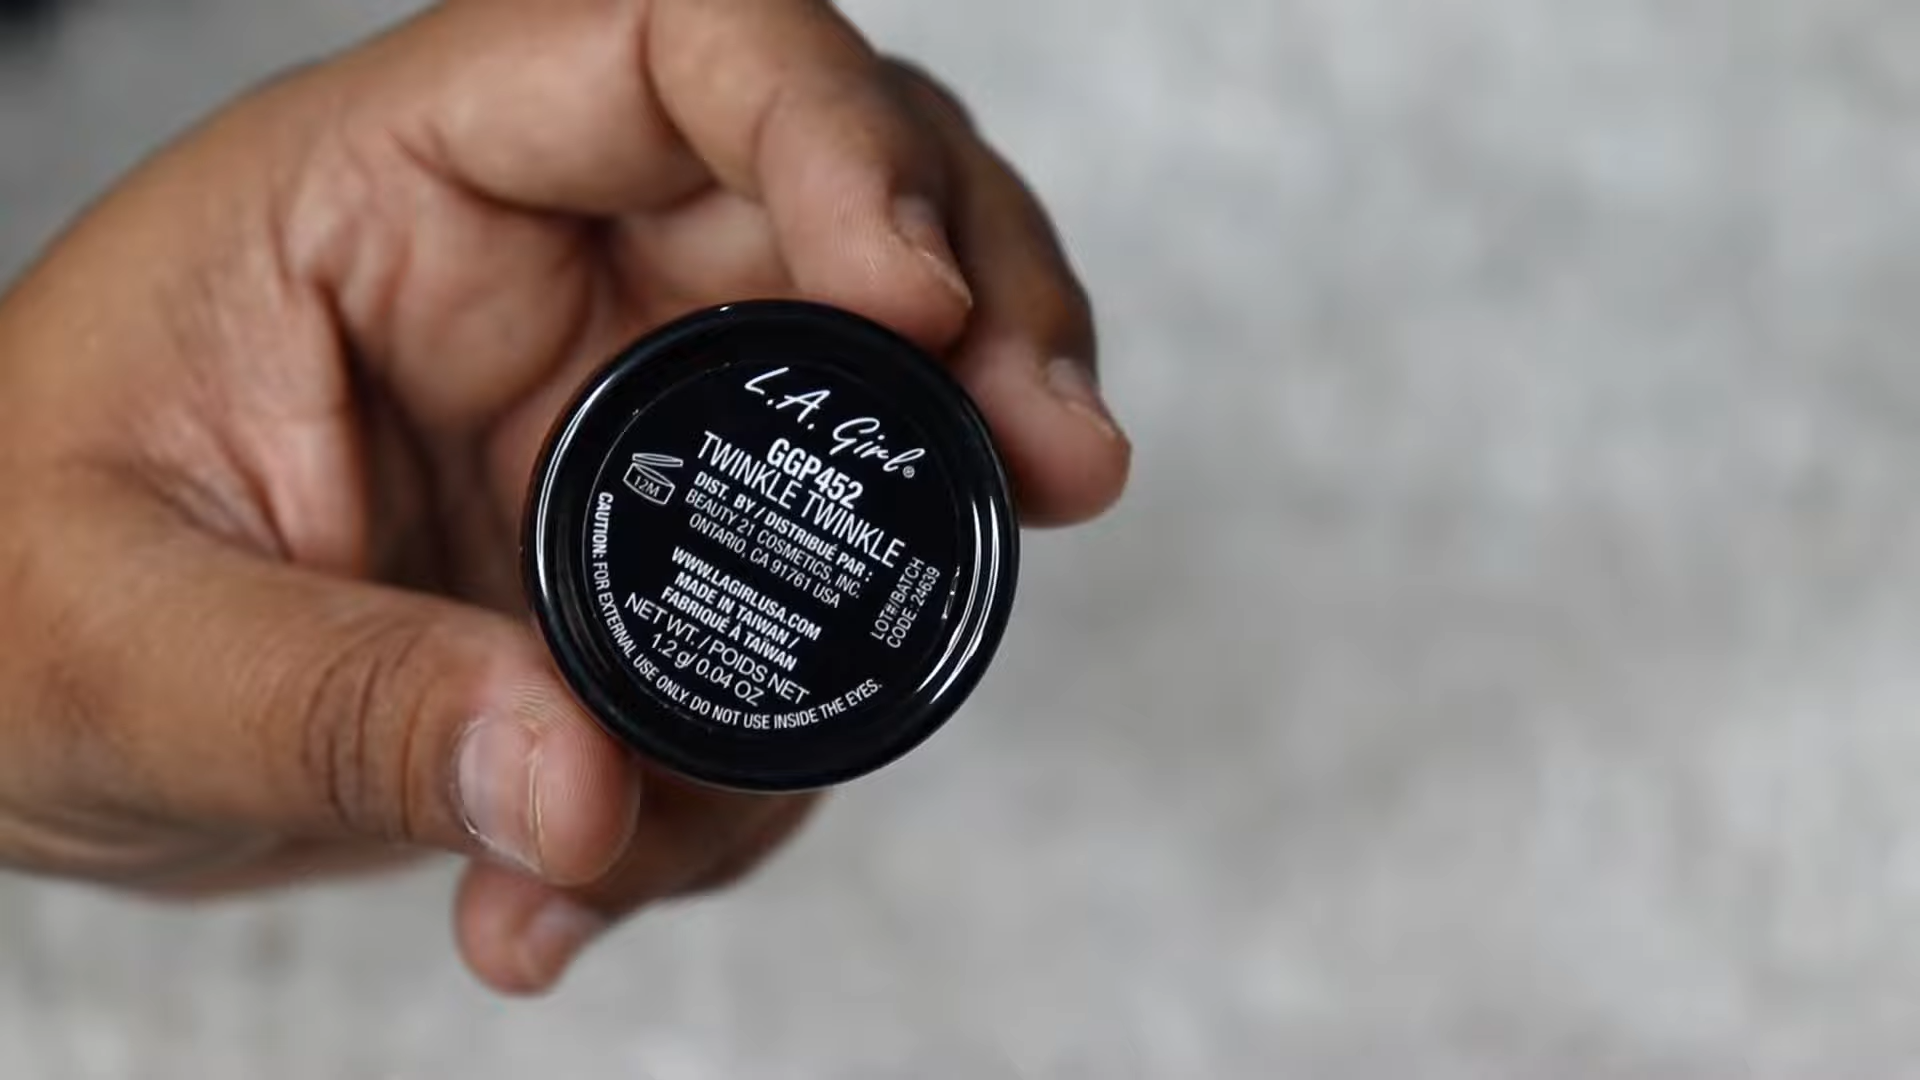 L.A. Girl®
GGP452
TWINKLE TWINKLE
DIST. BY / DISTRIBUÉ PAR :
BEAUTY 21 COSMETICS, INC.
ONTARIO, CA 91761 USA
WWW.LAGIRLUSA.COM
MADE IN TAIWAN /
FABRIQUÉ À TAÏWAN
NET WT. / POIDS NET
1.2 g/ 0.04 OZ
12M
CAUTION: FOR EXTERNAL USE ONLY. DO NOT USE INSIDE THE EYES.
LOT#/BATCH
CODE: 24639